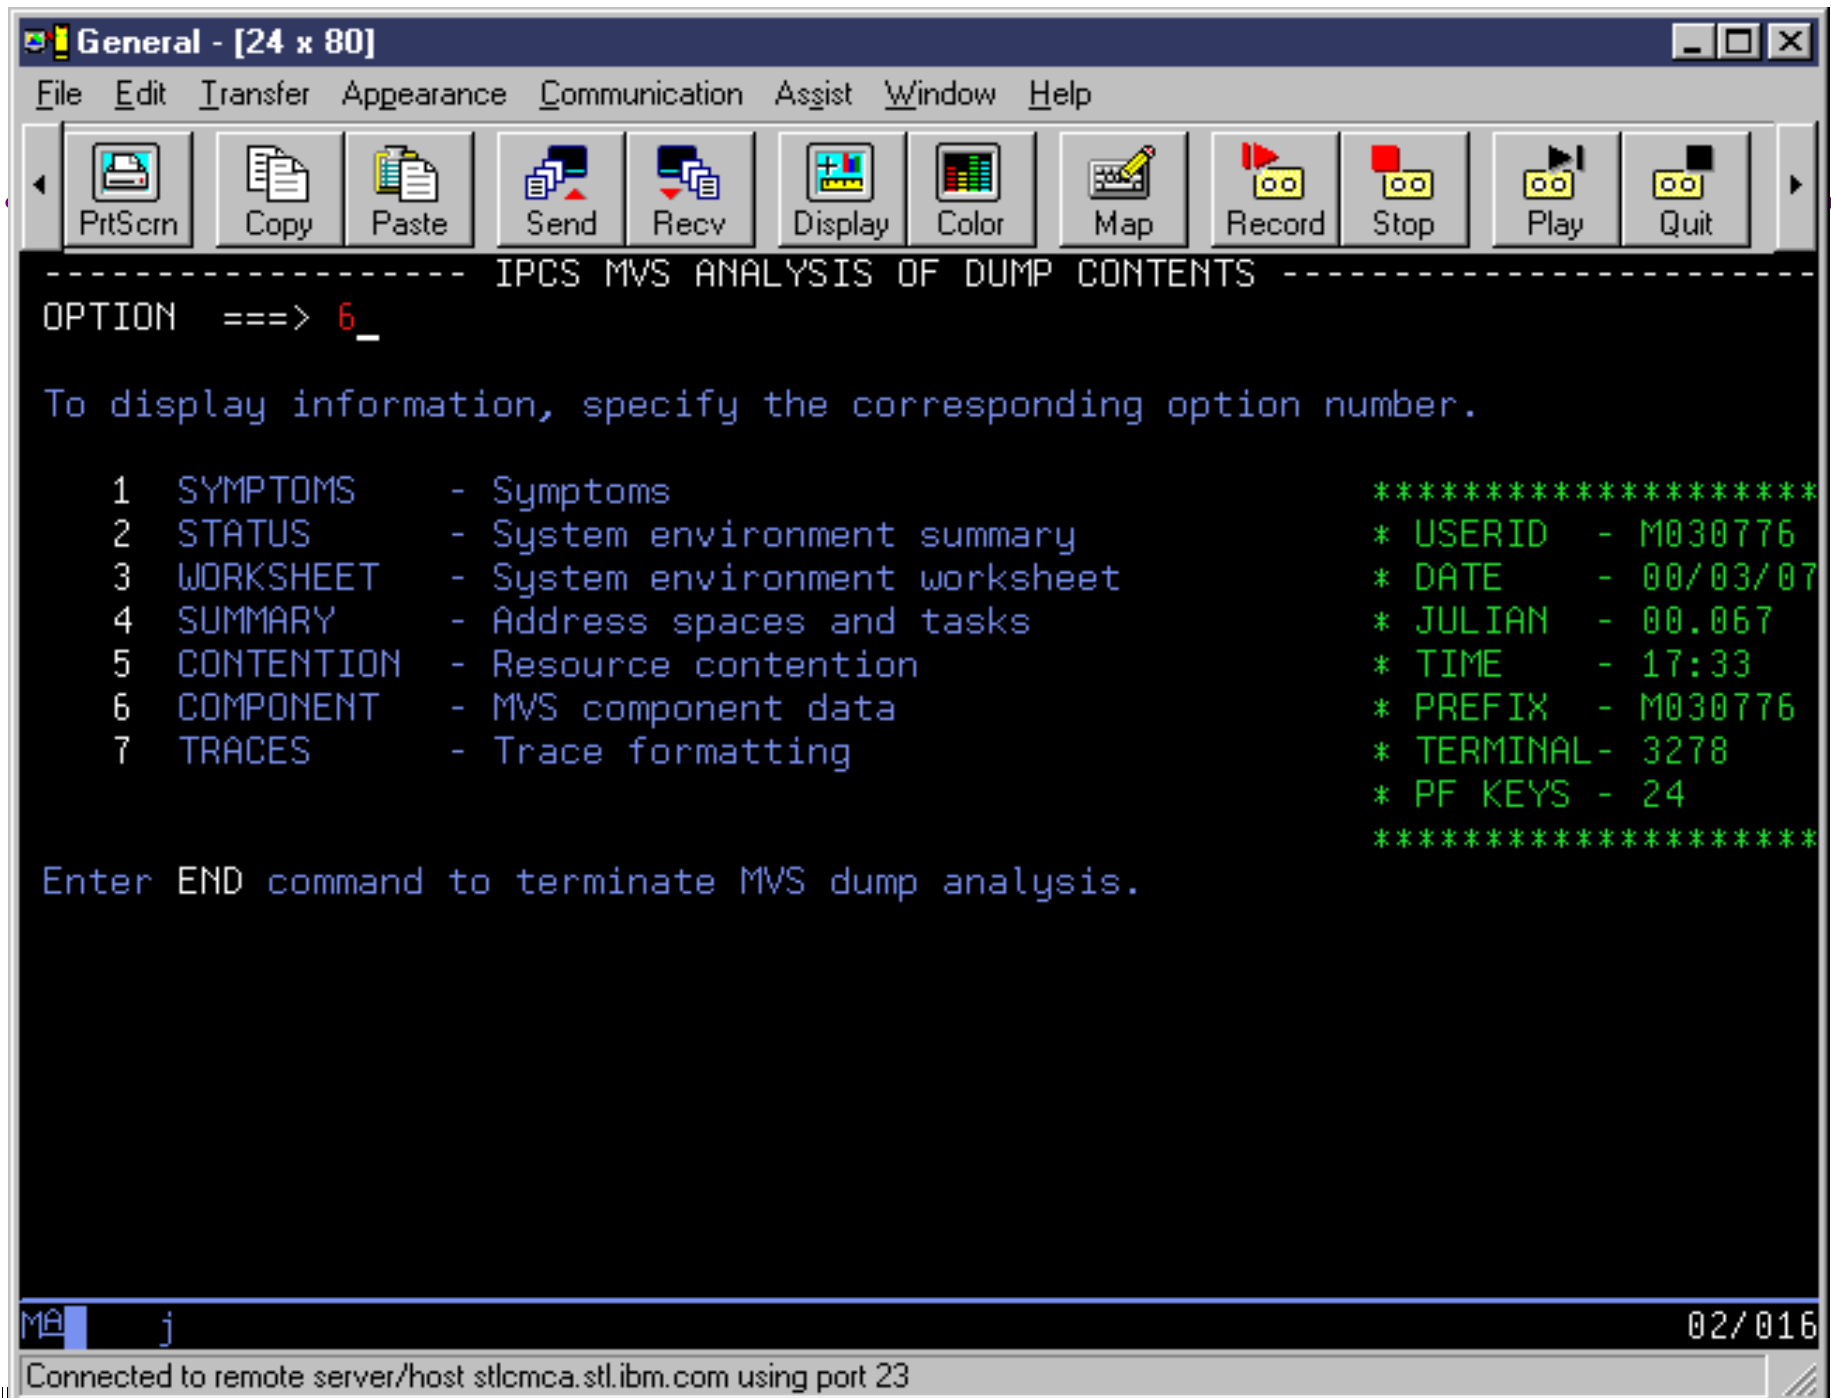 General - [24 x 80]
File Edit Transfer Appearance Communication Assist Window Help
PrtScrn Copy Paste Send Recv Display Color Map Record Stop Play Quit
------------------- IPCS MVS ANALYSIS OF DUMP CONTENTS ------------------------
OPTION ===> 6_
To display information, specify the corresponding option number.
1 SYMPTOMS - Symptoms *********************
2 STATUS - System environment summary * USERID - M030776
3 WORKSHEET - System environment worksheet * DATE - 00/03/07
4 SUMMARY - Address spaces and tasks * JULIAN - 00.067
5 CONTENTION - Resource contention * TIME - 17:33
6 COMPONENT - MVS component data * PREFIX - M030776
7 TRACES - Trace formatting * TERMINAL- 3278
* PF KEYS - 24
********************
Enter END command to terminate MVS dump analysis.
MA j 02/016
Connected to remote server/host stlcmca.stl.ibm.com using port 23